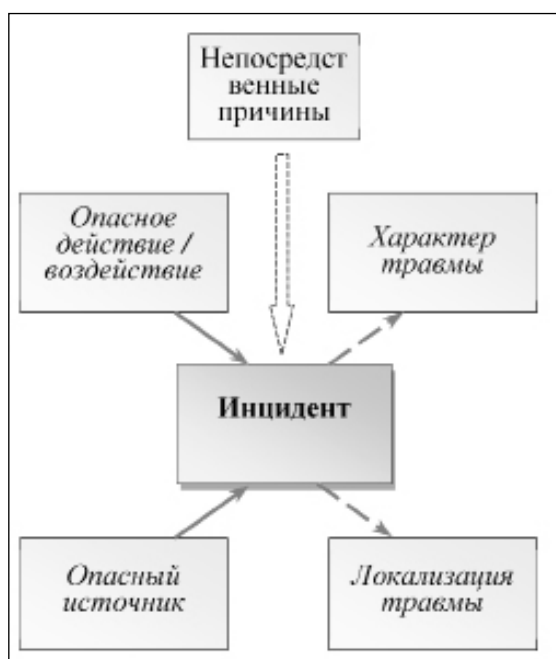 Непосредст
венные
причины
Опасное
действие /
воздействие
Характер
травмы
Инцидент
Опасный
источник
Локализация
травмы